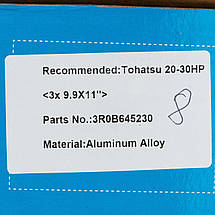 Recommended:Tohatsu 20-30HP
<3x 9.9X11">
Parts No.:3R0B645230
Material:Aluminum Alloy